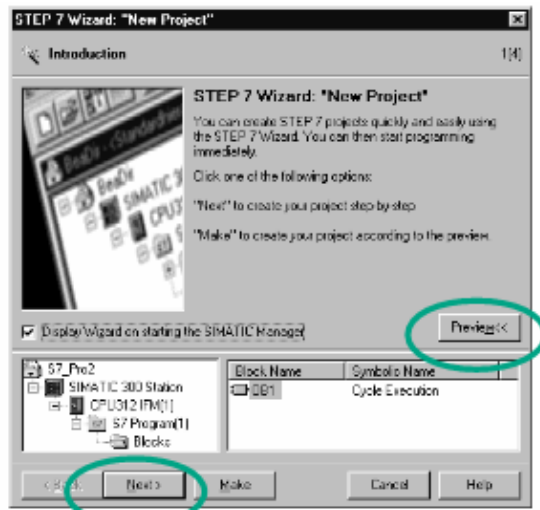 STEP 7 Wizard: "New Project"
Introduction
1(4)
STEP 7 Wizard: "New Project"
You can create STEP 7 projects quickly and easily using
the STEP 7 Wizard. You can then start programming
immediately.
Click one of the following options:
"Next" to create your project step-by-step
"Make" to create your project according to the preview.
Display Wizard on starting the SIMATIC Manager
Preview<<
S7_Pro2
SIMATIC 300 Station
CPU312 IFM(1)
S7 Program(1)
Blocks
Block Name Symbolic Name
OB1 Cycle Execution
< Back Next > Make Cancel Help